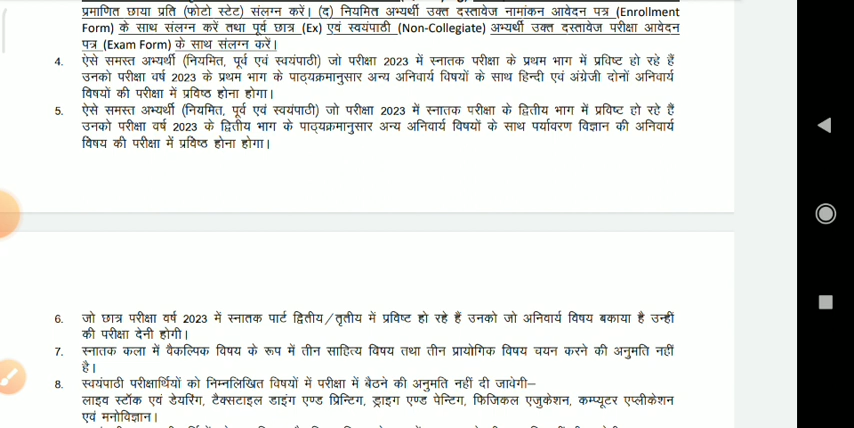 प्रमाणित छाया प्रति (फोटो स्टेट) संलग्न करें। (द) नियमित अभ्यर्थी उक्त दस्तावेज नामांकन आवेदन पत्र (Enrollment
Form) के साथ संलग्न करें तथा पूर्व छात्र (Ex) एवं स्वयंपाठी (Non-Collegiate) अभ्यर्थी उक्त दस्तावेज परीक्षा आवेदन
पत्र (Exam Form) के साथ संलग्न करें।
4. ऐसे समस्त अभ्यर्थी (नियमित, पूर्व एवं स्वयंपाठी) जो परीक्षा 2023 में स्नातक परीक्षा के प्रथम भाग में प्रविष्ट हो रहे हैं
उनको परीक्षा वर्ष 2023 के प्रथम भाग के पाठ्यक्रमानुसार अन्य अनिवार्य विषयों के साथ हिन्दी एवं अंग्रेजी दोनों अनिवार्य
विषयों की परीक्षा में प्रविष्ठ होना होगा।
5. ऐसे समस्त अभ्यर्थी (नियमित, पूर्व एवं स्वयंपाठी) जो परीक्षा 2023 में स्नातक परीक्षा के द्वितीय भाग में प्रविष्ट हो रहे हैं
उनको परीक्षा वर्ष 2023 के द्वितीय भाग के पाठ्यक्रमानुसार अन्य अनिवार्य विषयों के साथ पर्यावरण विज्ञान की अनिवार्य
विषय की परीक्षा में प्रविष्ठ होना होगा।
6. जो छात्र परीक्षा वर्ष 2023 में स्नातक पार्ट द्वितीय/तृतीय में प्रविष्ट हो रहे हैं उनको जो अनिवार्य विषय बकाया है उन्हीं
की परीक्षा देनी होगी।
7. स्नातक कला में वैकल्पिक विषय के रूप में तीन साहित्य विषय तथा तीन प्रायोगिक विषय चयन करने की अनुमति नहीं
है।
8. स्वयंपाठी परीक्षार्थियों को निम्नलिखित विषयों में परीक्षा में बैठने की अनुमति नहीं दी जावेगी–
लाइव स्टॉक एवं डेयरिंग, टैक्सटाइल डाइंग एण्ड प्रिन्टिग, ड्राइग एण्ड पेन्टिग, फिजिकल एजुकेशन, कम्प्यूटर एप्लीकेशन
एवं मनोविज्ञान।